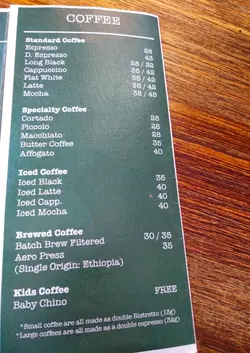 COFFEE
Standard Coffee
Espresso 28
D. Espresso 43
Long Black 28 / 32
Cappuccino 35 / 42
Flat White 35 / 42
Latte 35 / 42
Mocha 38 / 45
Specialty Coffee
Cortado 28
Piccolo 28
Macchiato 28
Butter Coffee 35
Affogato 40
Iced Coffee
Iced Black 35
Iced Latte 40
Iced Capp. 40
Iced Mocha 40
Brewed Coffee
Batch Brew Filtered 30 / 35
Aero Press 35
(Single Origin: Ethiopia)
Kids Coffee
Baby Chino FREE
*Small coffee are all made as double Ristretto (13g)
*Large coffees are all made as a double espresso (32g)